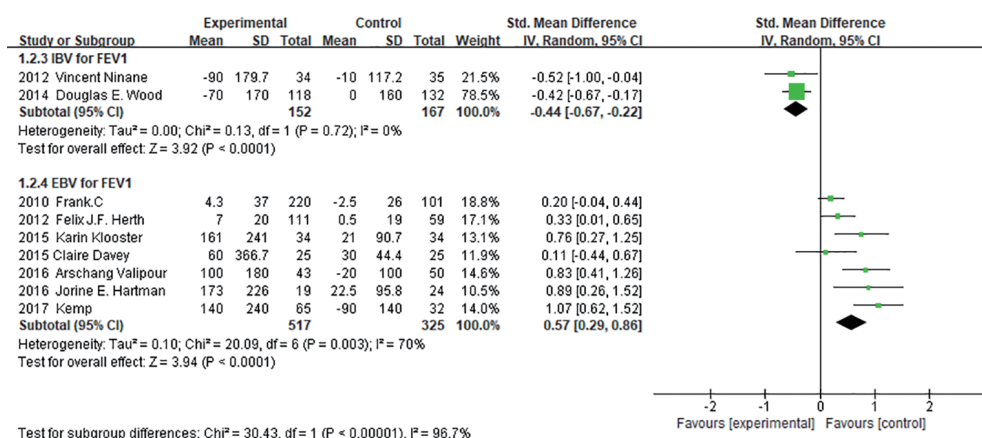 Experimental Control Std. Mean Difference Std. Mean Difference
Study or Subgroup Mean SD Total Mean SD Total Weight IV, Random, 95% CI IV, Random, 95% CI
1.2.3 IBV for FEV1
2012 Vincent Ninane -90 179.7 34 -10 117.2 35 21.5% -0.52 [-1.00, -0.04]
2014 Douglas E. Wood -70 170 118 0 160 132 78.5% -0.42 [-0.67, -0.17]
Subtotal (95% CI) 152 167 100.0% -0.44 [-0.67, -0.22]
Heterogeneity: Tau² = 0.00; Chi² = 0.13, df = 1 (P = 0.72); I² = 0%
Test for overall effect: Z = 3.92 (P < 0.0001)
1.2.4 EBV for FEV1
2010 Frank.C 4.3 37 220 -2.5 26 101 18.8% 0.20 [-0.04, 0.44]
2012 Felix J.F. Herth 7 20 111 0.5 19 59 17.1% 0.33 [0.01, 0.65]
2015 Karin Klooster 161 241 34 21 90.7 34 13.1% 0.76 [0.27, 1.25]
2015 Claire Davey 60 366.7 25 30 44.4 25 11.9% 0.11 [-0.44, 0.67]
2016 Arschang Valipour 100 180 43 -20 100 50 14.6% 0.83 [0.41, 1.26]
2016 Jorine E. Hartman 173 226 19 22.5 95.8 24 10.5% 0.89 [0.26, 1.52]
2017 Kemp 140 240 65 -90 140 32 14.0% 1.07 [0.62, 1.52]
Subtotal (95% CI) 517 325 100.0% 0.57 [0.29, 0.86]
Heterogeneity: Tau² = 0.10; Chi² = 20.09, df = 6 (P = 0.003); I² = 70%
Test for overall effect: Z = 3.94 (P < 0.0001)
-2 -1 0 1 2
Favours [experimental] Favours [control]
Test for subgroup differences: Chi² = 30.43, df = 1 (P < 0.00001), I² = 96.7%